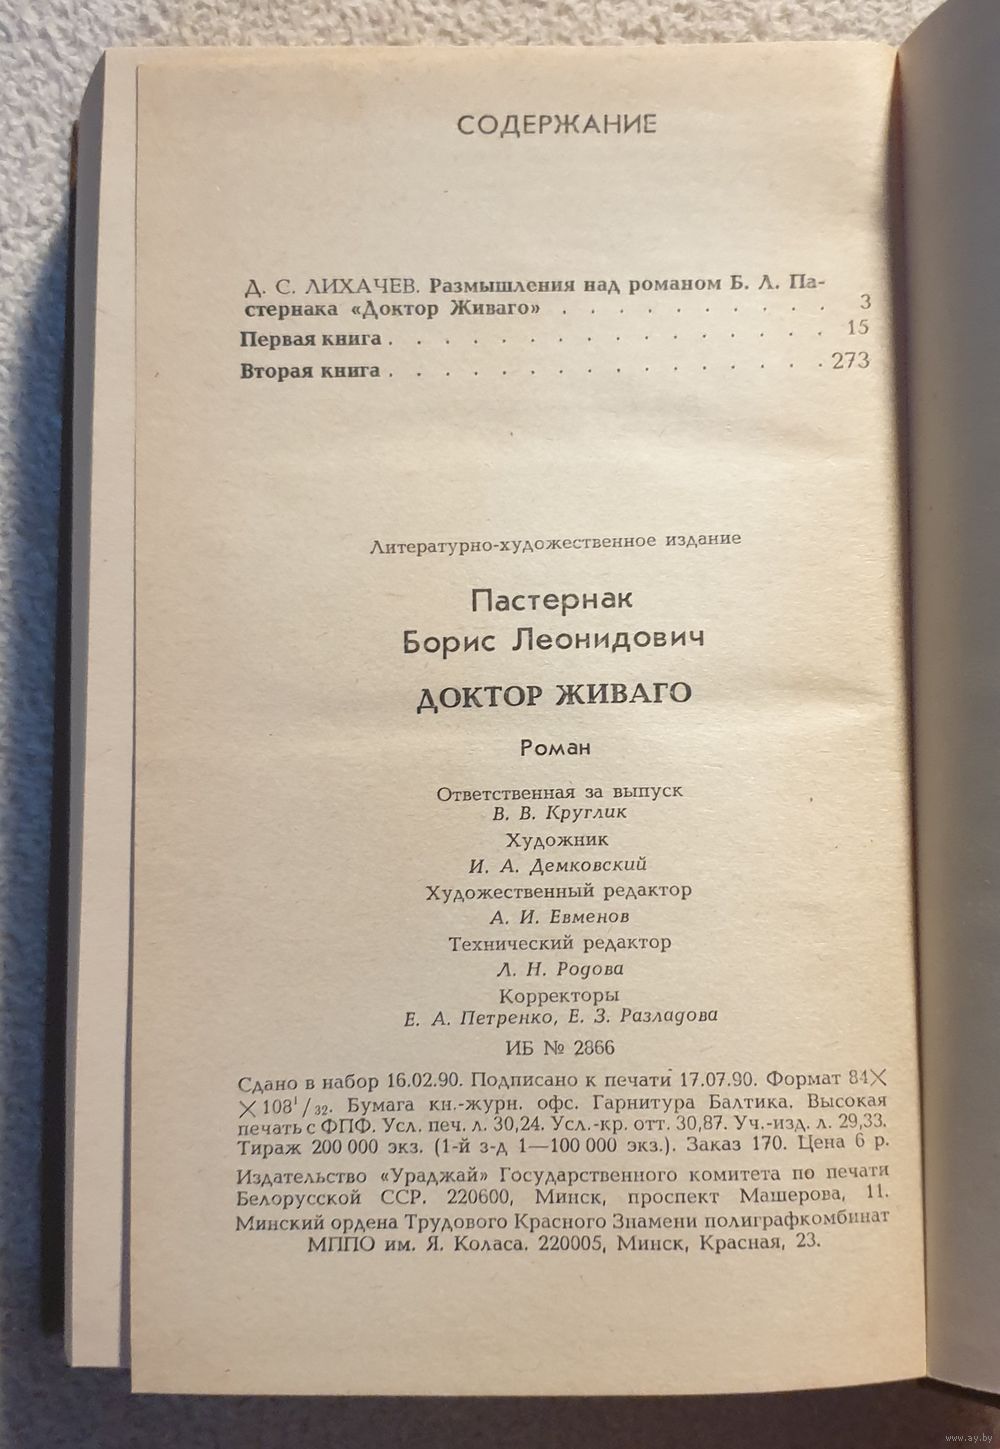 СОДЕРЖАНИЕ
Д. С. ЛИХАЧЕВ. Размышления над романом Б. Л. Па-
стернака «Доктор Живаго» . . . . . . . . . . 3
Первая книга . . . . . . . . . . . . . . . . 15
Вторая книга . . . . . . . . . . . . . . . . 273
Литературно-художественное издание
Пастернак
Борис Леонидович
ДОКТОР ЖИВАГО
Роман
Ответственная за выпуск
В. В. Круглик
Художник
И. А. Демковский
Художественный редактор
А. И. Евменов
Технический редактор
Л. Н. Родова
Корректоры
Е. А. Петренко, Е. З. Разладова
ИБ № 2866
Сдано в набор 16.02.90. Подписано к печати 17.07.90. Формат 84×
×108¹/₃₂. Бумага кн.-журн. офс. Гарнитура Балтика. Высокая
печать с ФПФ. Усл. печ. л. 30,24. Усл.-кр. отт. 30,87. Уч.-изд. л. 29,33.
Тираж 200 000 экз. (1-й з-д 1—100 000 экз.). Заказ 170. Цена 6 р.
Издательство «Ураджай» Государственного комитета по печати
Белорусской ССР. 220600, Минск, проспект Машерова, 11.
Минский ордена Трудового Красного Знамени полиграфкомбинат
МППО им. Я. Коласа. 220005, Минск, Красная, 23.
www.ay.by